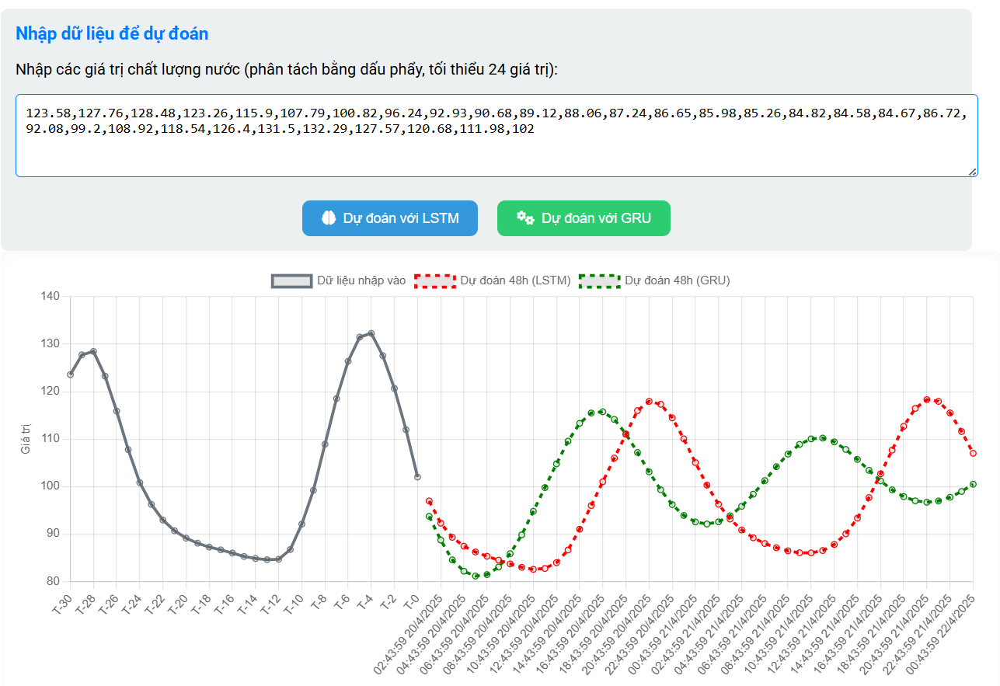 Nhập dữ liệu để dự đoán
Nhập các giá trị chất lượng nước (phân tách bằng dấu phẩy, tối thiểu 24 giá trị):
123.58,127.76,128.48,123.26,115.9,107.79,100.82,96.24,92.93,90.68,89.12,88.06,87.24,86.65,85.98,85.26,84.82,84.58,84.67,86.72,
92.08,99.2,108.92,118.54,126.4,131.5,132.29,127.57,120.68,111.98,102
Dự đoán với LSTM
Dự đoán với GRU
Dữ liệu nhập vào
Dự đoán 48h (LSTM)
Dự đoán 48h (GRU)
Giá trị
140
130
120
110
100
90
80
T-30
T-28
T-26
T-24
T-22
T-20
T-18
T-16
T-14
T-12
T-10
T-8
T-6
T-4
T-2
T-0
02:43:59 20/4/2025
04:43:59 20/4/2025
06:43:59 20/4/2025
08:43:59 20/4/2025
10:43:59 20/4/2025
12:43:59 20/4/2025
14:43:59 20/4/2025
16:43:59 20/4/2025
18:43:59 20/4/2025
20:43:59 20/4/2025
22:43:59 20/4/2025
00:43:59 21/4/2025
02:43:59 21/4/2025
04:43:59 21/4/2025
06:43:59 21/4/2025
08:43:59 21/4/2025
10:43:59 21/4/2025
12:43:59 21/4/2025
14:43:59 21/4/2025
16:43:59 21/4/2025
18:43:59 21/4/2025
20:43:59 21/4/2025
22:43:59 21/4/2025
00:43:59 22/4/2025